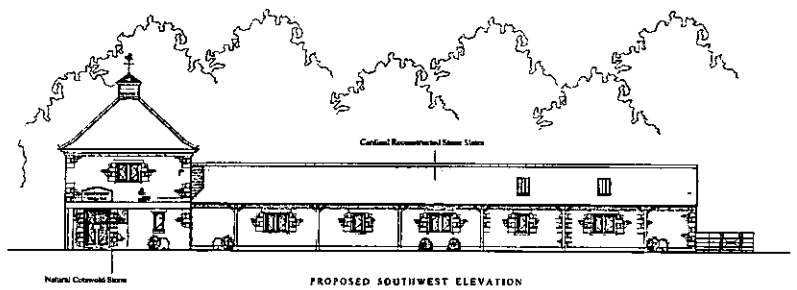 Cardinal Reconstructed Stone Slates
Natural Cotswold Stone
PROPOSED SOUTHWEST ELEVATION